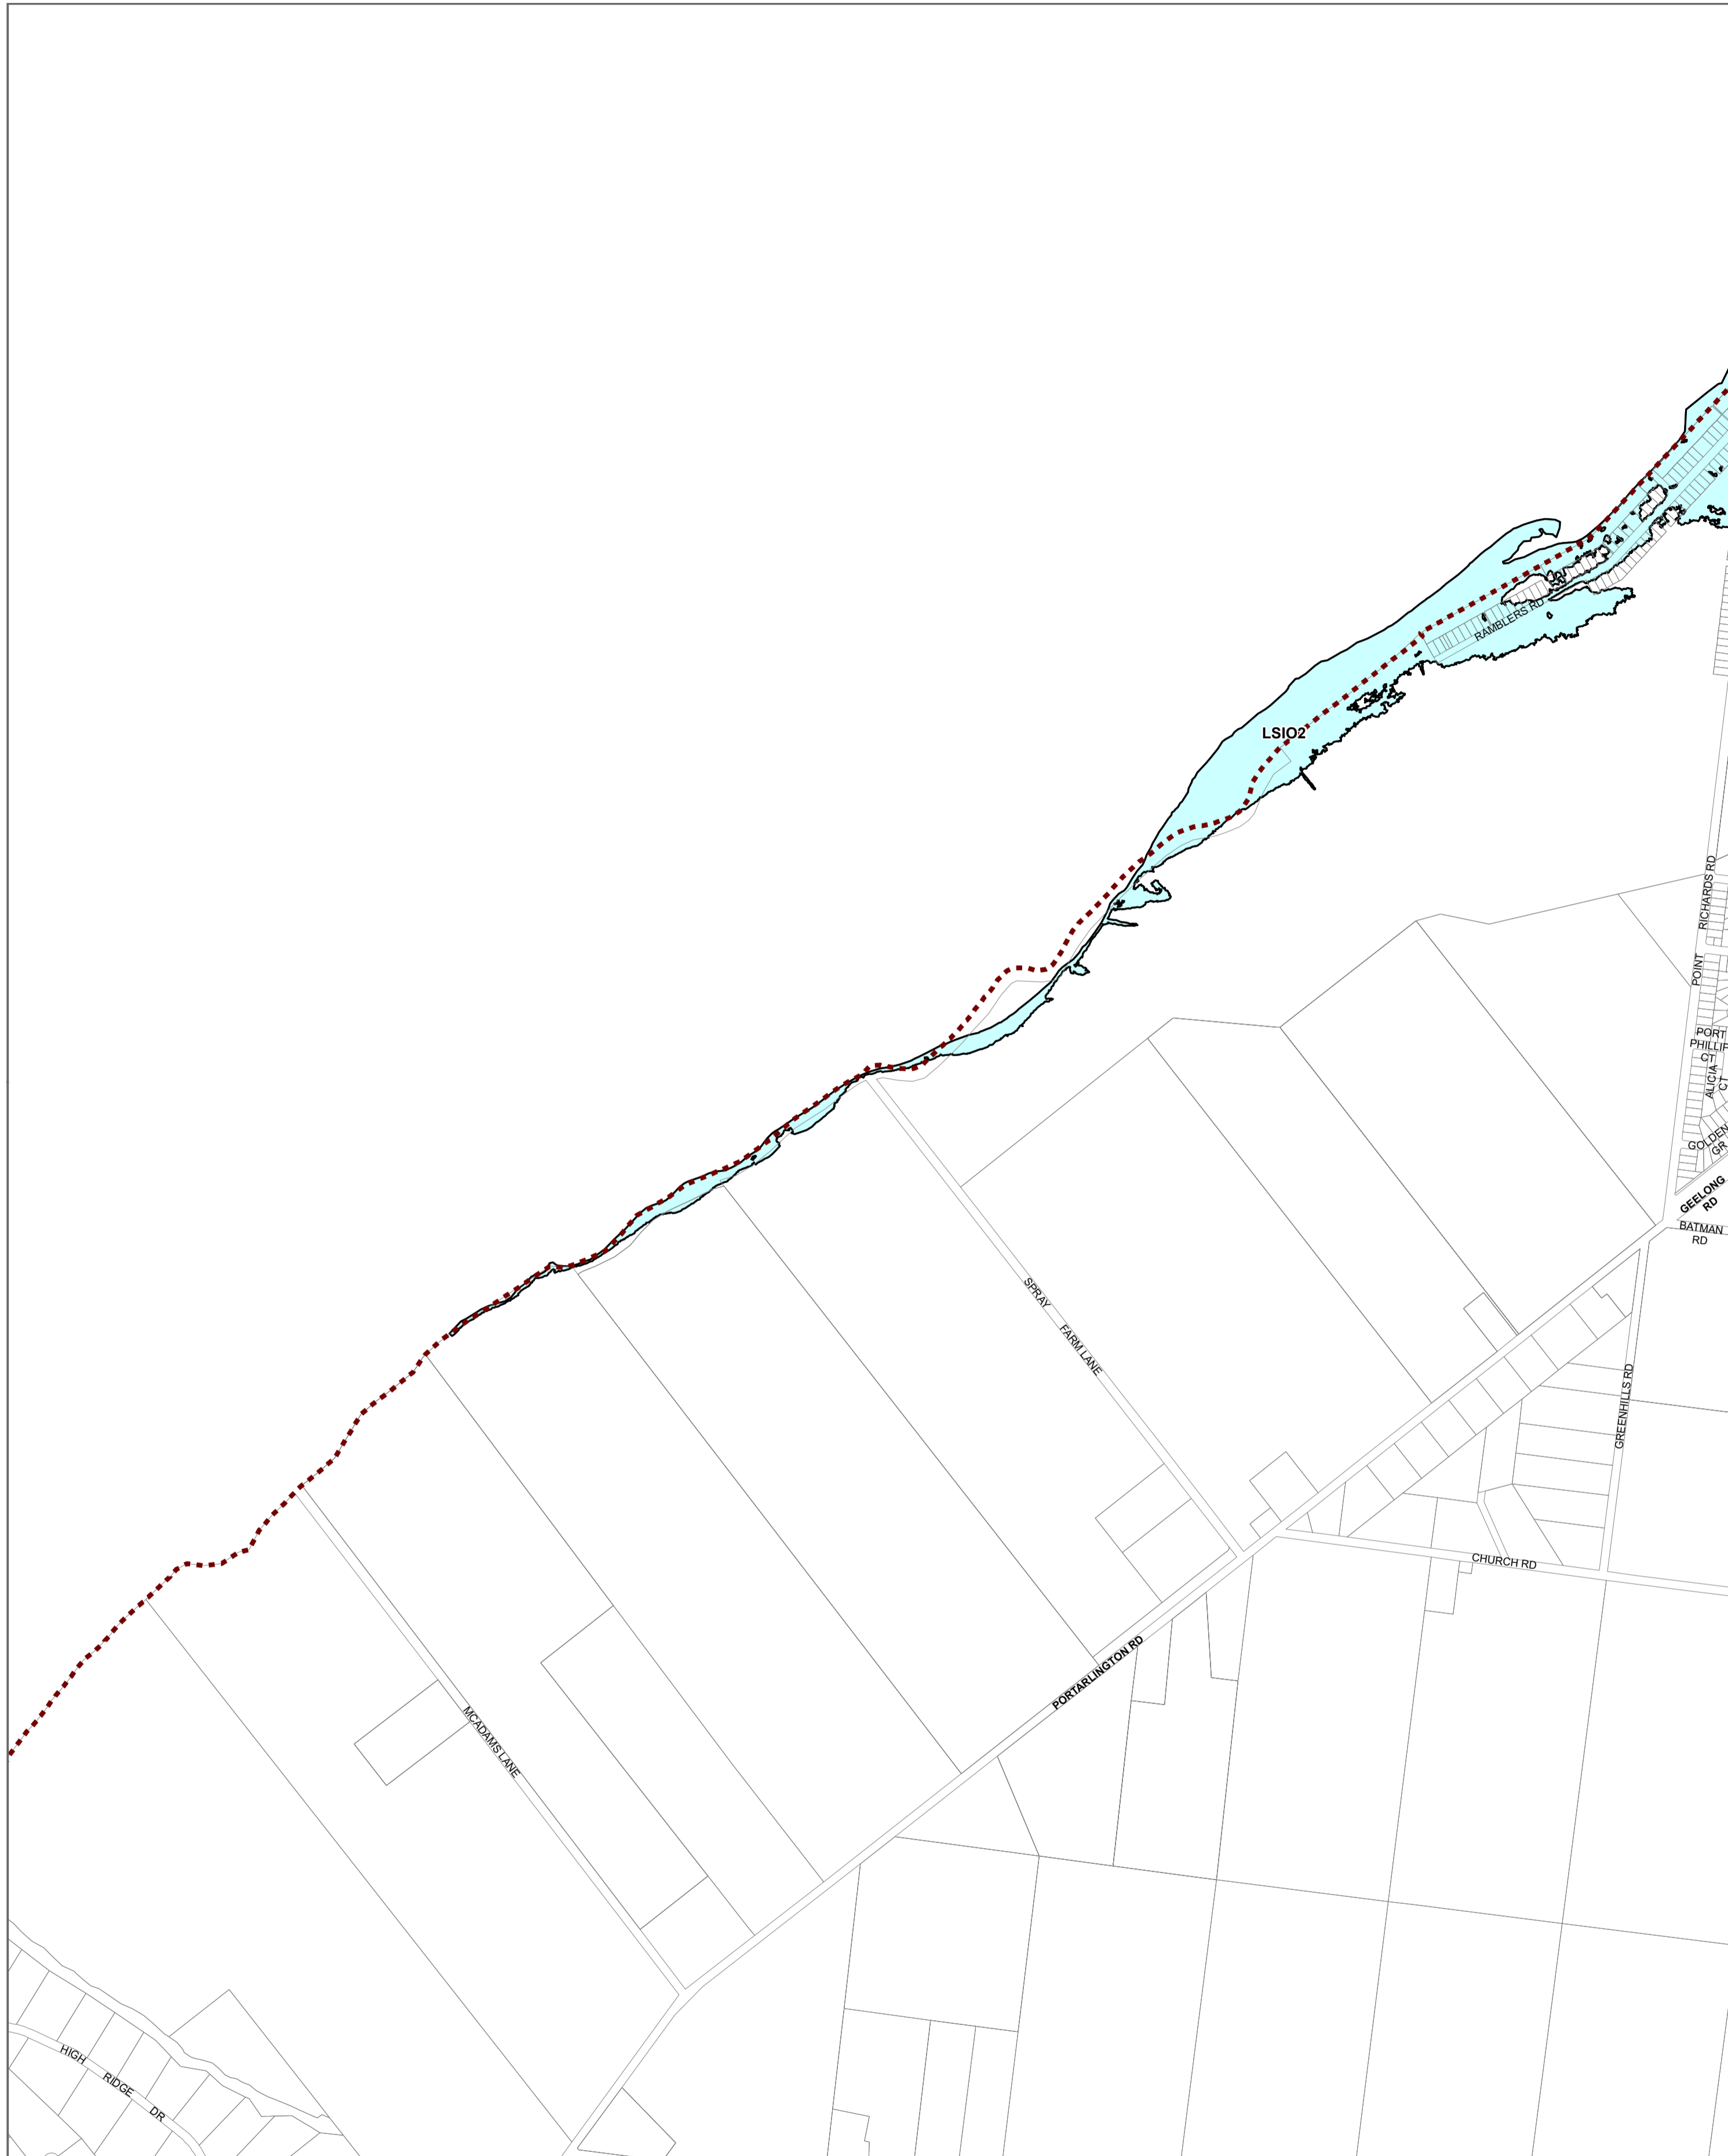 RAMBLERS RD
LSIO2
RICHARDS RD
POINT
PORT
PHILLIP
CT
ALICIA
CT
GOLDEN
GR
GEELONG
RD
BATMAN
RD
SPRAY
FARM LANE
GREENHILLS RD
CHURCH RD
PORTARLINGTON RD
MCADAMS LANE
HIGH
RIDGE
DR